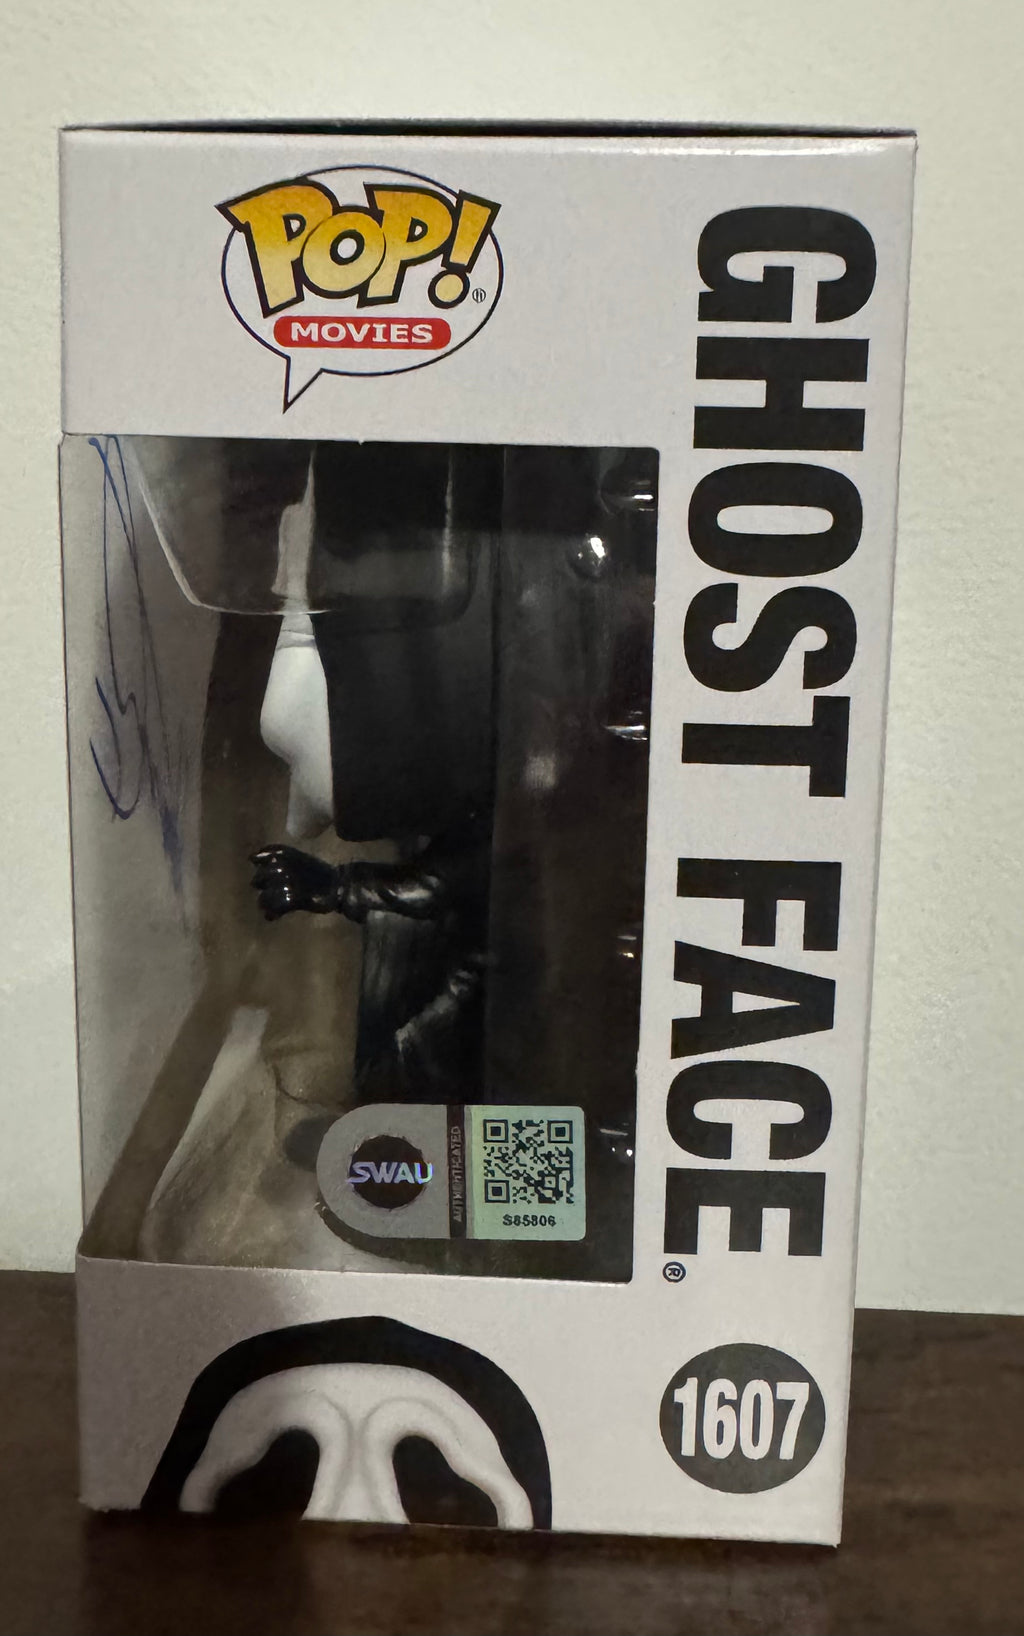 POP!
MOVIES
GHOST FACE®
SWAU
AUTHENTICATED
S85806
1607